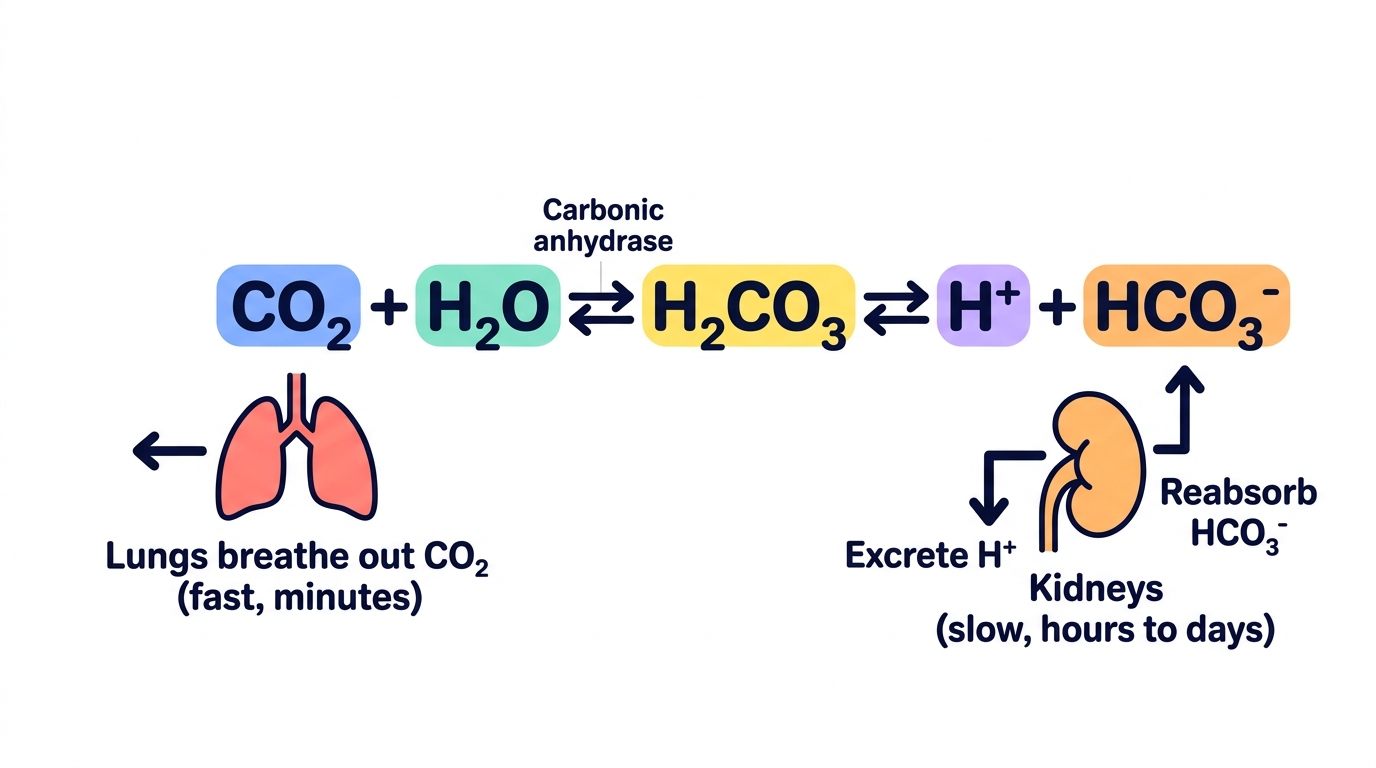 Carbonic
anhydrase
CO₂ + H₂O ⇌ H₂CO₃ ⇌ H⁺ + HCO₃⁻
Lungs breathe out CO₂
(fast, minutes)
Excrete H⁺
Reabsorb
HCO₃⁻
Kidneys
(slow, hours to days)